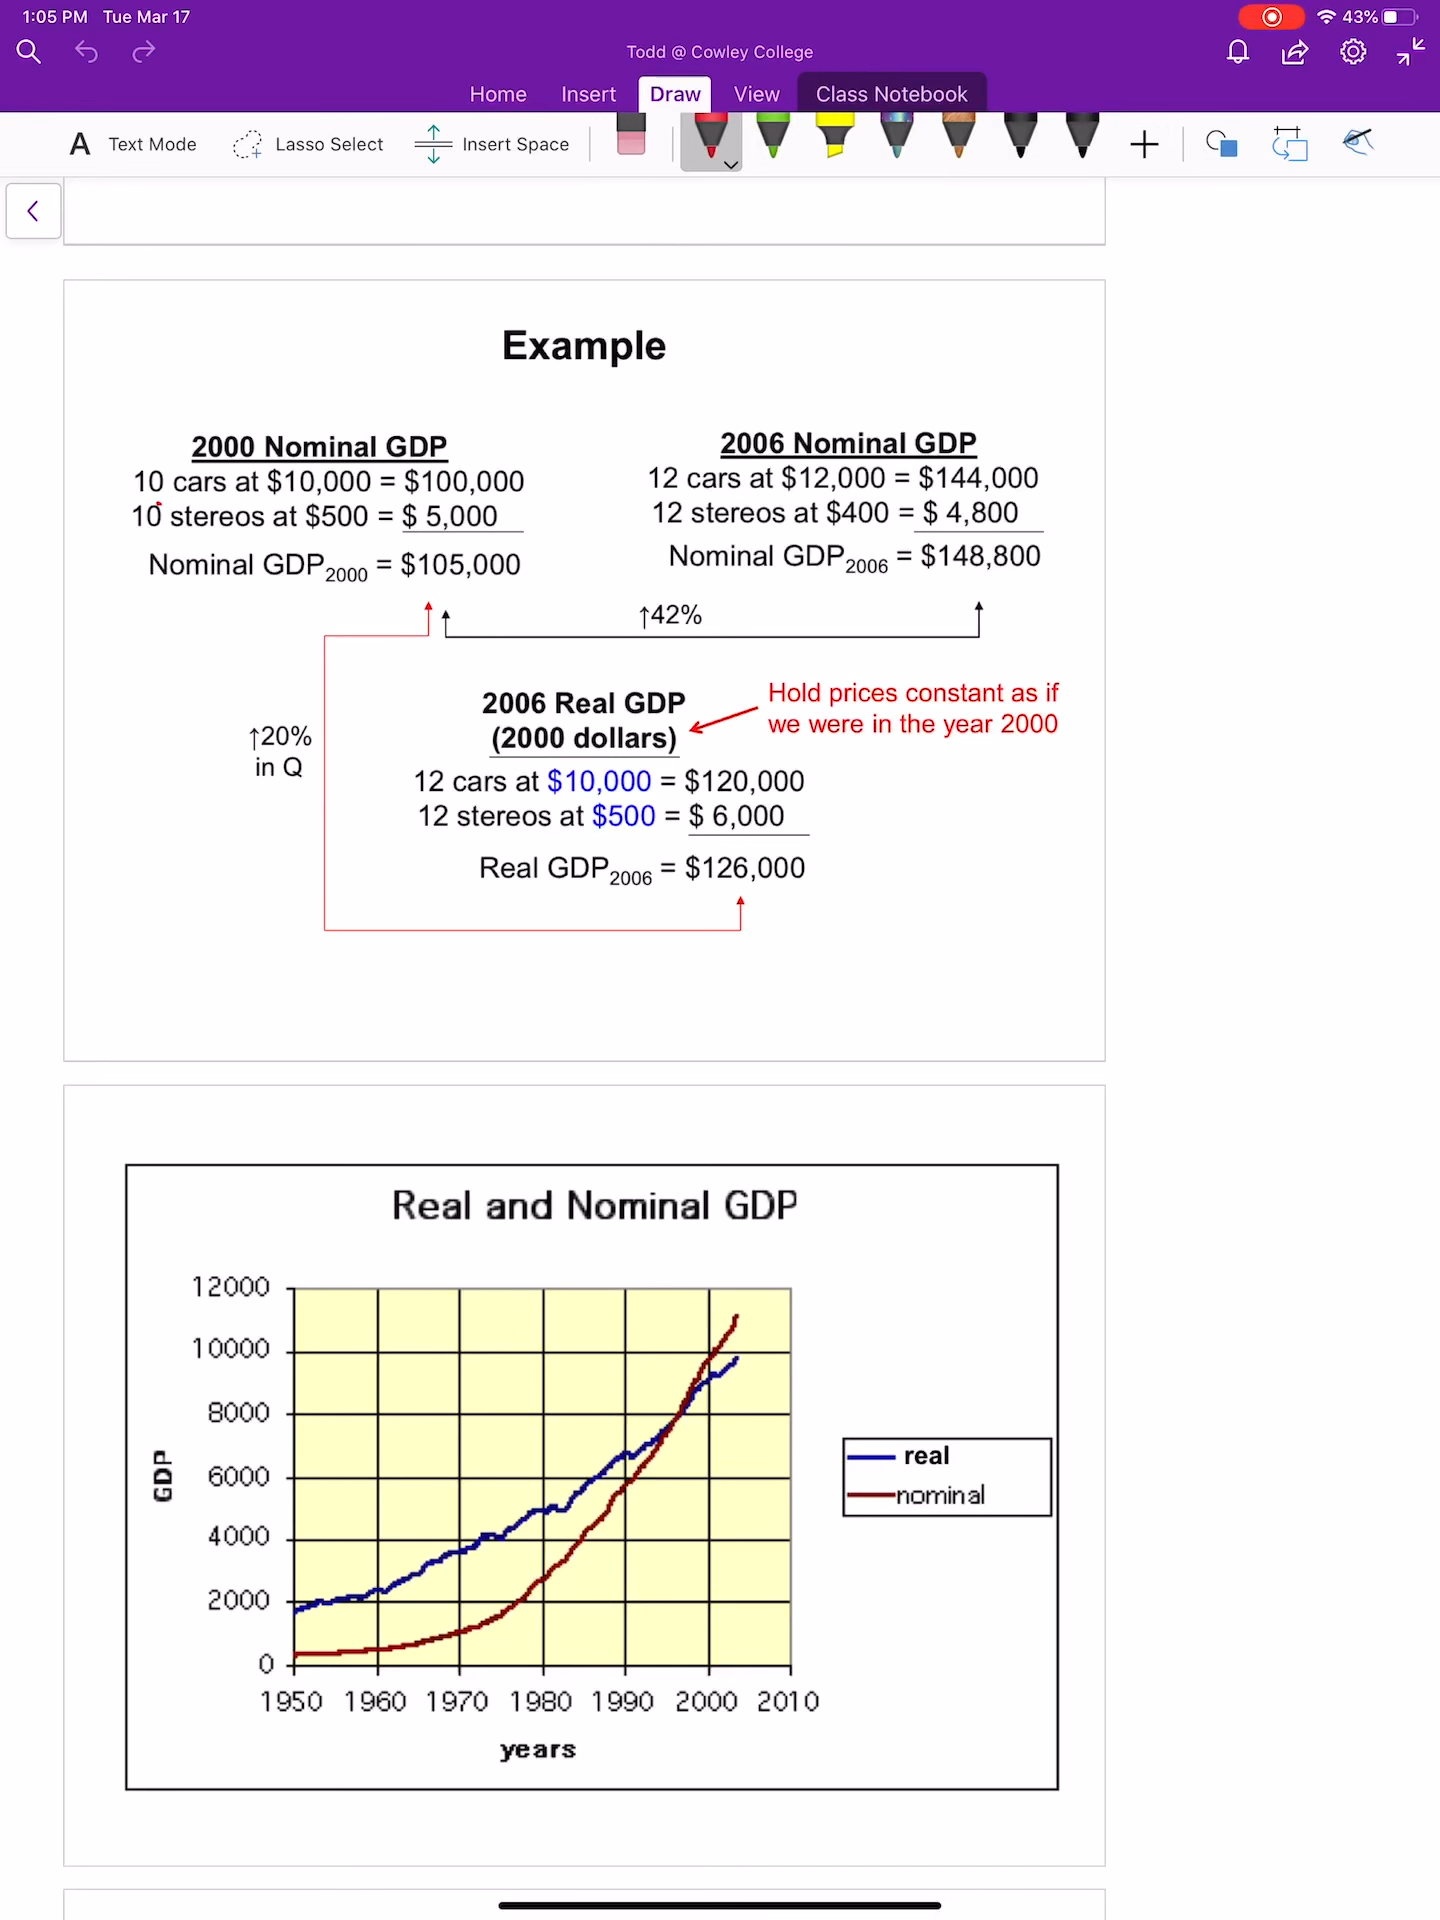 1:05 PM Tue Mar 17
43%
Todd @ Cowley College
Home Insert Draw View Class Notebook
A Text Mode Lasso Select Insert Space
Example
2000 Nominal GDP
10 cars at $10,000 = $100,000
10 stereos at $500 = $ 5,000
Nominal GDP2000 = $105,000
2006 Nominal GDP
12 cars at $12,000 = $144,000
12 stereos at $400 = $ 4,800
Nominal GDP2006 = $148,800
↑42%
↑20%
in Q
2006 Real GDP
(2000 dollars)
Hold prices constant as if
we were in the year 2000
12 cars at $10,000 = $120,000
12 stereos at $500 = $ 6,000
Real GDP2006 = $126,000
Real and Nominal GDP
12000
10000
8000
6000
4000
2000
0
GDP
1950 1960 1970 1980 1990 2000 2010
years
real
nominal